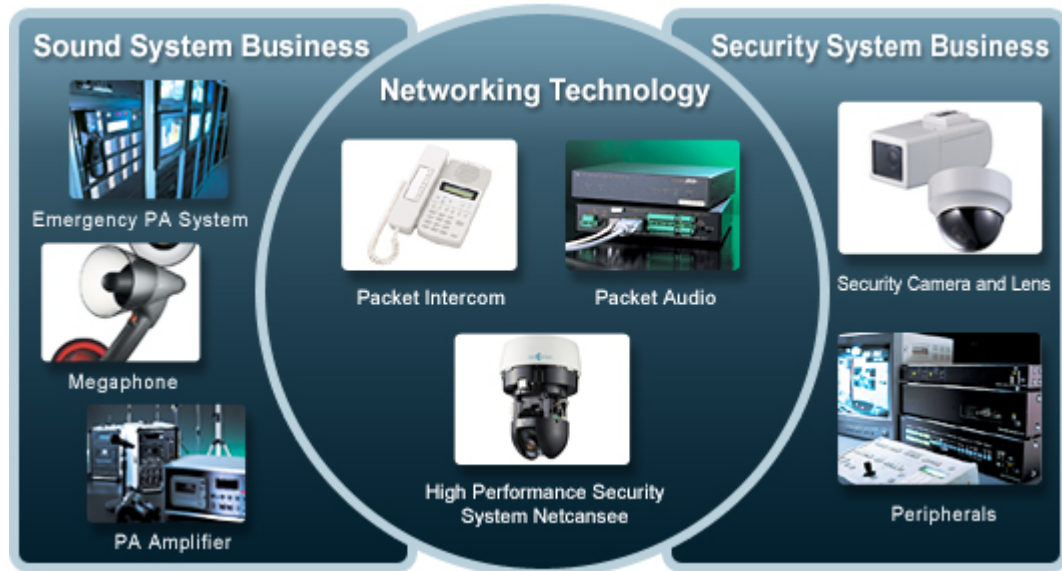 Sound System Business
Emergency PA System
Megaphone
PA Amplifier
Networking Technology
Packet Intercom
Packet Audio
High Performance Security
System Netcansee
Security System Business
Security Camera and Lens
Peripherals